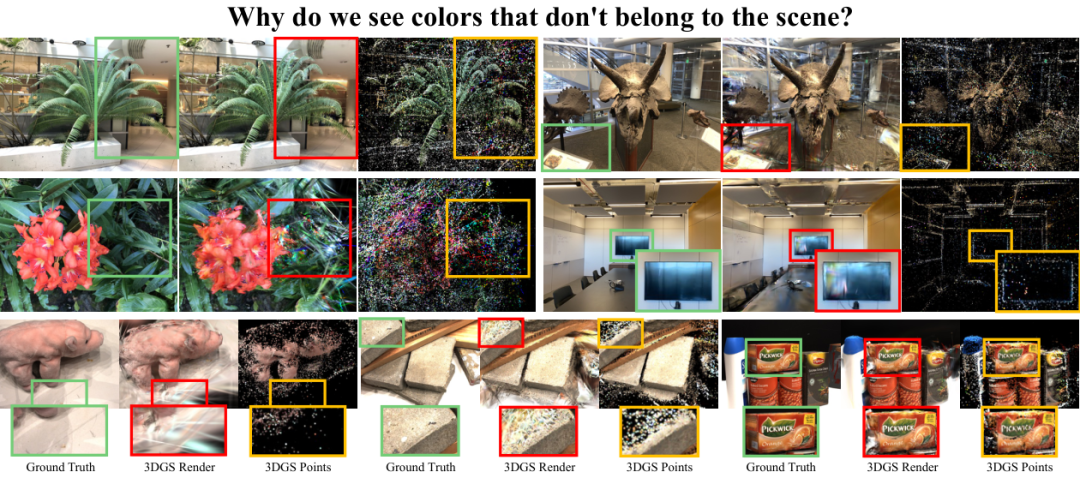 Why do we see colors that don't belong to the scene?
PICKWICK
PICKWICK
PICKWICK
PICKWICK
PICKWICK
PICKWICK
Ground Truth
3DGS Render
3DGS Points
Ground Truth
3DGS Render
3DGS Points
Ground Truth
3DGS Render
3DGS Points